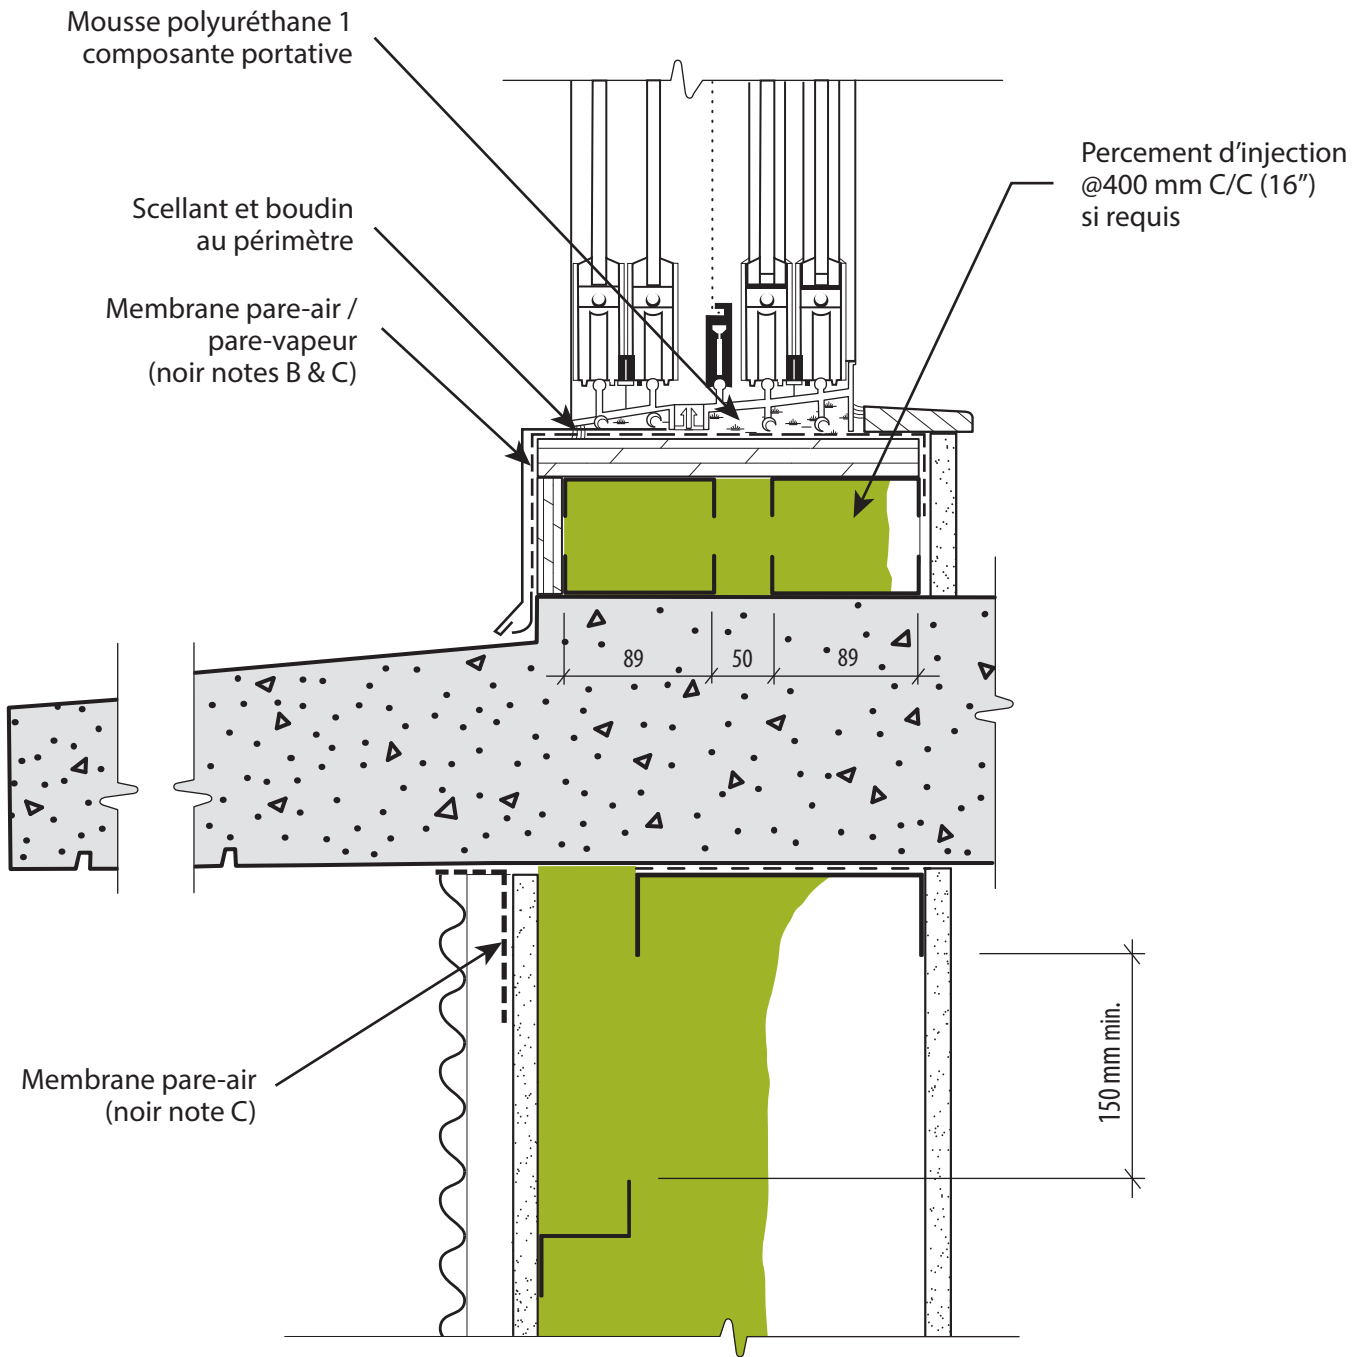 Mousse polyuréthane 1
composante portative
Percement d’injection
@400 mm C/C (16”)
si requis
Scellant et boudin
au périmètre
Membrane pare-air /
pare-vapeur
(noir notes B & C)
89
50
89
150 mm min.
Membrane pare-air
(noir note C)